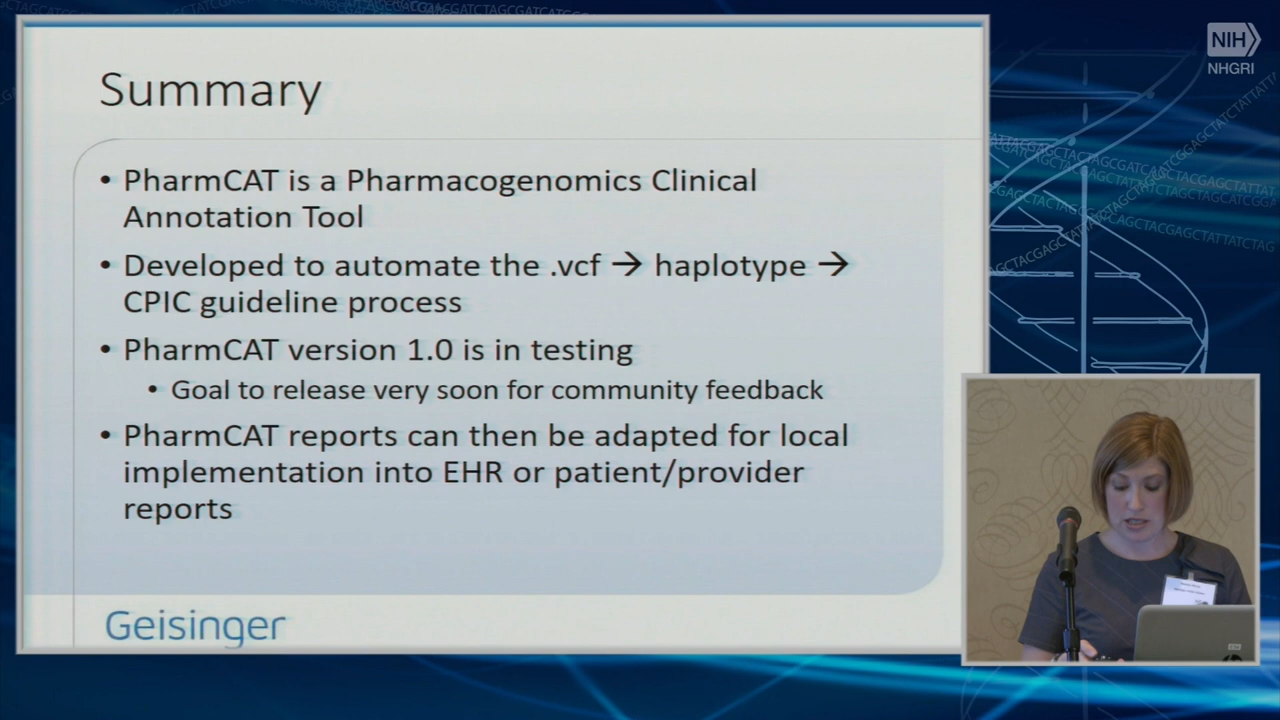 NIH
NHGRI
Summary
• PharmCAT is a Pharmacogenomics Clinical
Annotation Tool
• Developed to automate the .vcf → haplotype →
CPIC guideline process
• PharmCAT version 1.0 is in testing
• Goal to release very soon for community feedback
• PharmCAT reports can then be adapted for local
implementation into EHR or patient/provider
reports
Geisinger